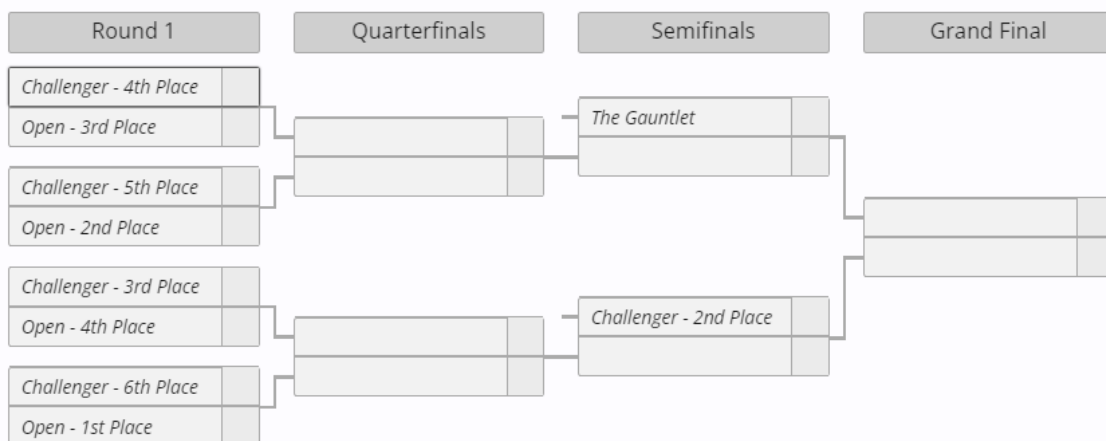 Round 1
Quarterfinals
Semifinals
Grand Final
Challenger - 4th Place
Open - 3rd Place
Challenger - 5th Place
Open - 2nd Place
Challenger - 3rd Place
Open - 4th Place
Challenger - 6th Place
Open - 1st Place
The Gauntlet
Challenger - 2nd Place